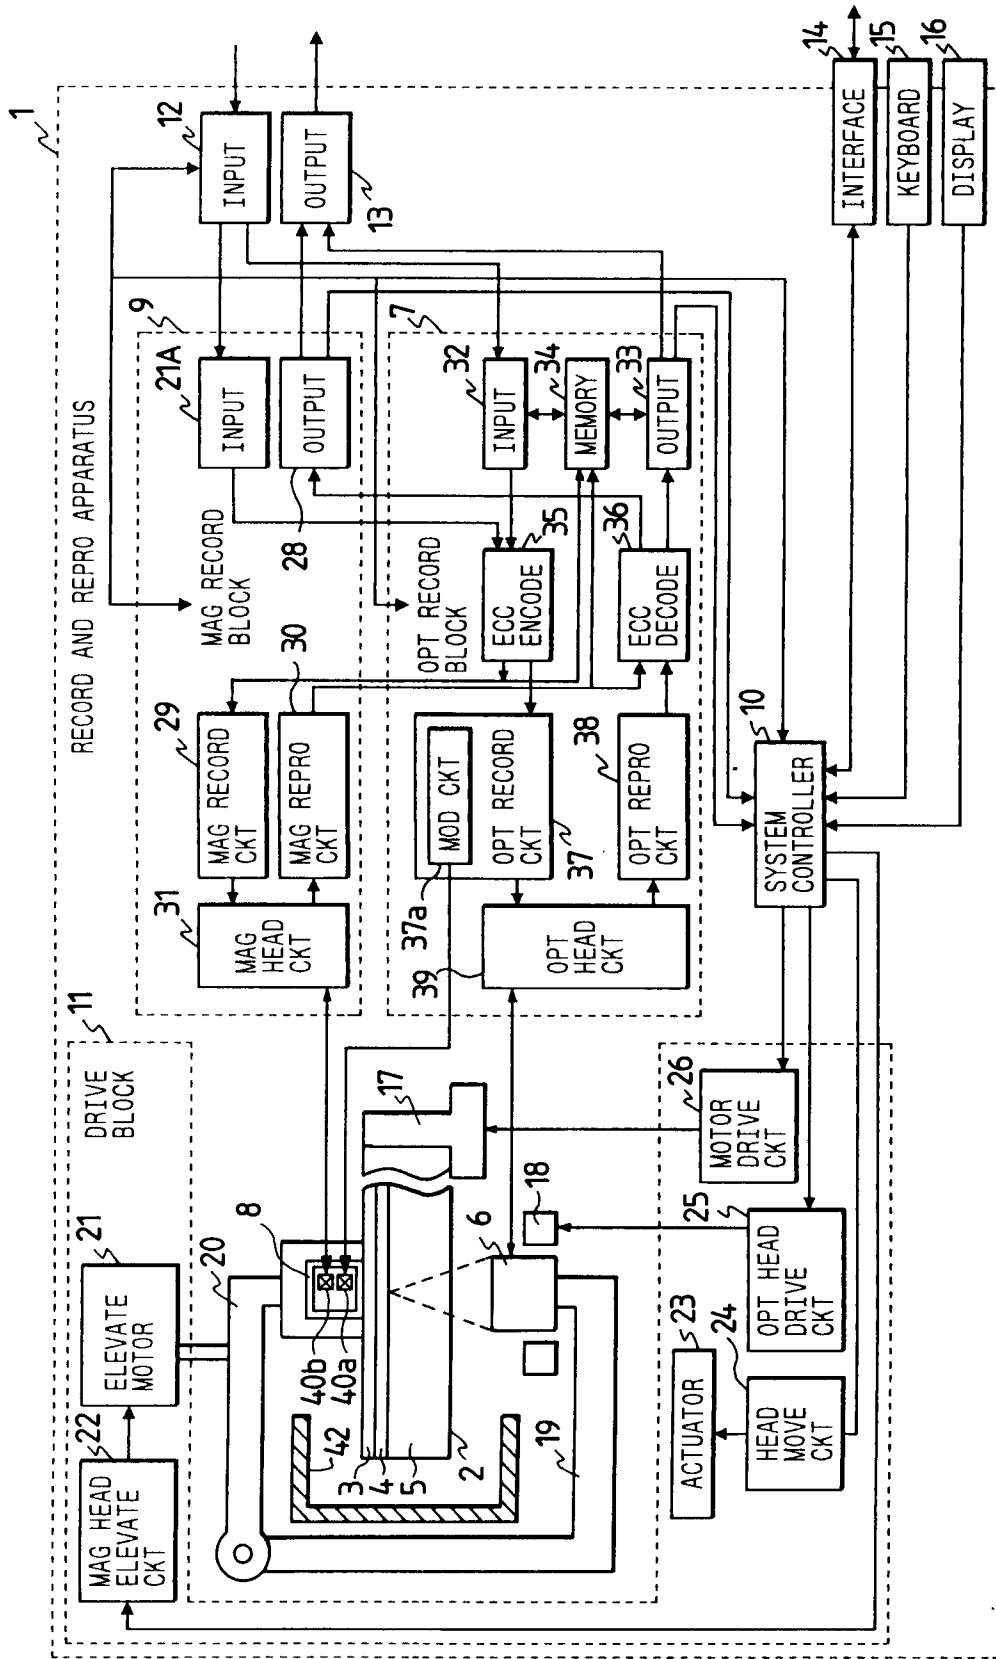 1
RECORD AND REPRO APPARATUS
11
DRIVE
BLOCK
22
MAG HEAD
ELEVATE
CKT
21
ELEVATE
MOTOR
20
8
40b
40a
42
3
4
5
2
19
17
18
6
9
MAG RECORD
BLOCK
31
MAG HEAD
CKT
29
MAG RECORD
CKT
30
MAG REPRO
CKT
21A
INPUT
28
OUTPUT
12
INPUT
13
OUTPUT
7
OPT RECORD
BLOCK
39
OPT
HEAD
CKT
37a
MOD CKT
OPT RECORD
CKT
37
38
OPT REPRO
CKT
35
ECC
ENCODE
36
ECC
DECODE
32
INPUT
34
MEMORY
33
OUTPUT
23
ACTUATOR
24
HEAD
MOVE
CKT
25
OPT HEAD
DRIVE
CKT
26
MOTOR
DRIVE
CKT
10
SYSTEM
CONTROLLER
14
INTERFACE
15
KEYBOARD
16
DISPLAY